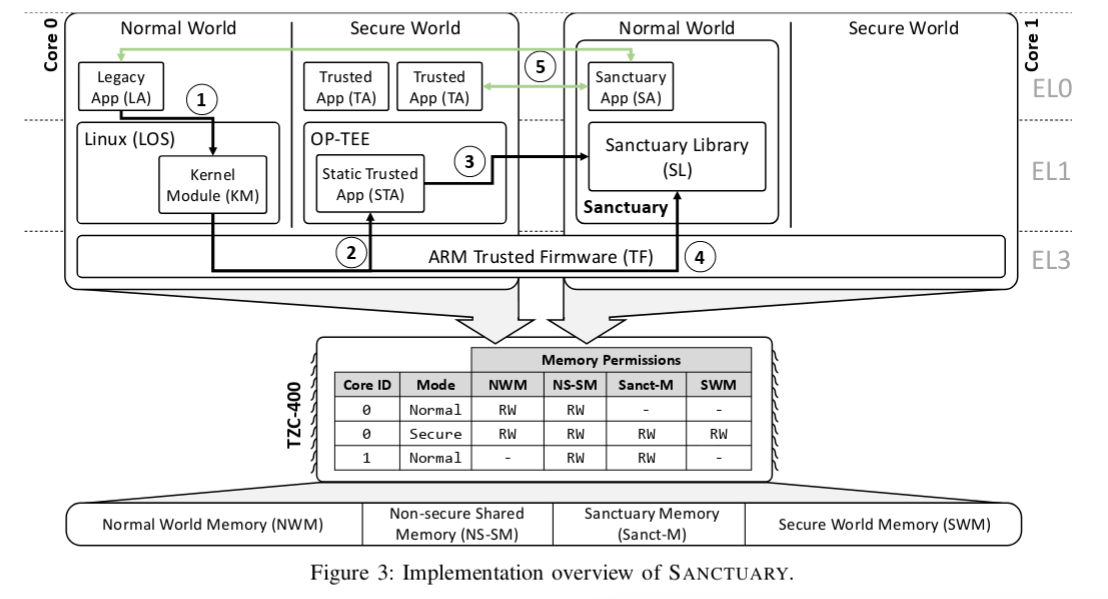 Core 0
Normal World
Secure World
Normal World
Secure World
Core 1
Legacy
App (LA)
1
Trusted
App (TA)
Trusted
App (TA)
5
Sanctuary
App (SA)
EL0
Linux (LOS)
Kernel
Module (KM)
OP-TEE
Static Trusted
App (STA)
3
Sanctuary Library
(SL)
Sanctuary
EL1
2
ARM Trusted Firmware (TF)
4
EL3
TZC-400
Memory Permissions
Core ID Mode NWM NS-SM Sanct-M SWM
0 Normal RW RW - -
0 Secure RW RW RW RW
1 Normal - RW RW -
Normal World Memory (NWM)
Non-secure Shared
Memory (NS-SM)
Sanctuary Memory
(Sanct-M)
Secure World Memory (SWM)
Figure 3: Implementation overview of SANCTUARY.